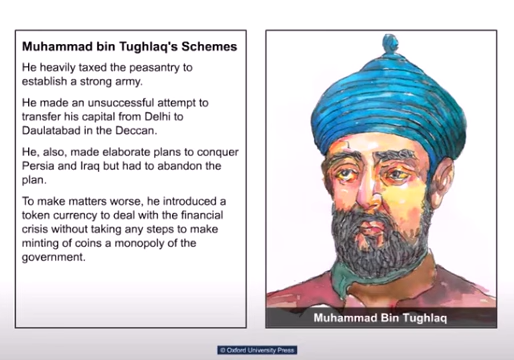 Muhammad bin Tughlaq's Schemes
He heavily taxed the peasantry to
establish a strong army.
He made an unsuccessful attempt to
transfer his capital from Delhi to
Daulatabad in the Deccan.
He, also, made elaborate plans to conquer
Persia and Iraq but had to abandon the
plan.
To make matters worse, he introduced a
token currency to deal with the financial
crisis without taking any steps to make
minting of coins a monopoly of the
government.
Muhammad Bin Tughlaq
© Oxford University Press